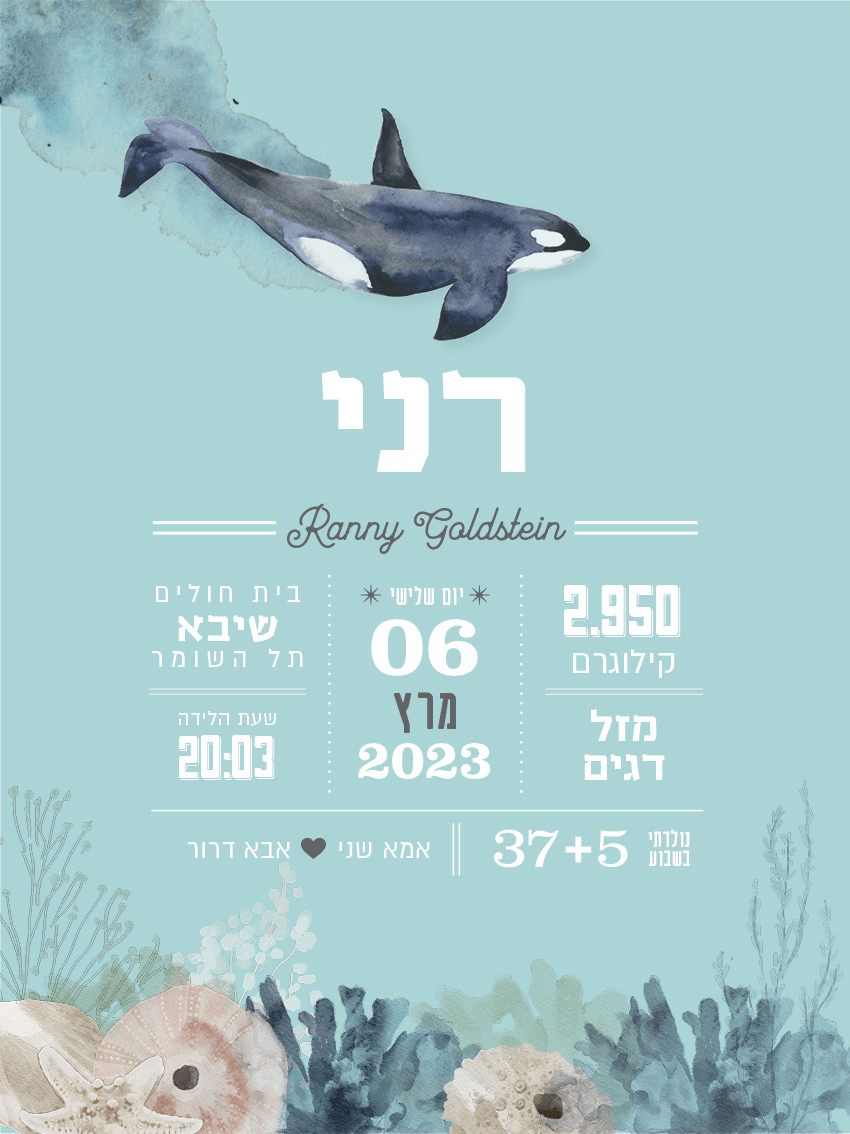 רני
Ranny Goldstein
2.950
קילוגרם
מזל
דגים
יום שלישי
06
מרץ
2023
בית חולים
שיבא
תל השומר
שעת הלידה
20:03
נולדתי
בשבוע
37+5
אמא שני ♥ אבא דרור